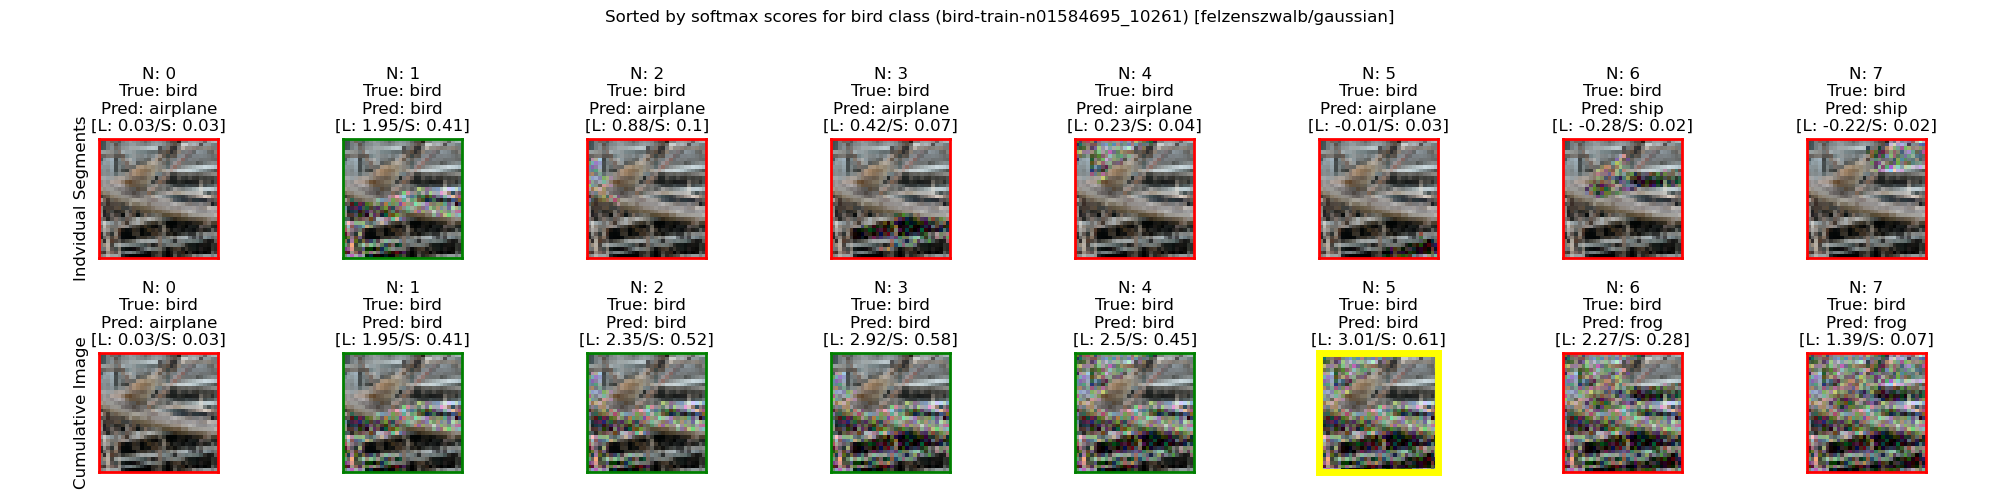 Sorted by softmax scores for bird class (bird-train-n01584695_10261) [felzenszwalb/gaussian]
Indvidual Segments
N: 0
True: bird
Pred: airplane
[L: 0.03/S: 0.03]
N: 1
True: bird
Pred: bird
[L: 1.95/S: 0.41]
N: 2
True: bird
Pred: airplane
[L: 0.88/S: 0.1]
N: 3
True: bird
Pred: airplane
[L: 0.42/S: 0.07]
N: 4
True: bird
Pred: airplane
[L: 0.23/S: 0.04]
N: 5
True: bird
Pred: airplane
[L: -0.01/S: 0.03]
N: 6
True: bird
Pred: ship
[L: -0.28/S: 0.02]
N: 7
True: bird
Pred: ship
[L: -0.22/S: 0.02]
Cumulative Image
N: 0
True: bird
Pred: airplane
[L: 0.03/S: 0.03]
N: 1
True: bird
Pred: bird
[L: 1.95/S: 0.41]
N: 2
True: bird
Pred: bird
[L: 2.35/S: 0.52]
N: 3
True: bird
Pred: bird
[L: 2.92/S: 0.58]
N: 4
True: bird
Pred: bird
[L: 2.5/S: 0.45]
N: 5
True: bird
Pred: bird
[L: 3.01/S: 0.61]
N: 6
True: bird
Pred: frog
[L: 2.27/S: 0.28]
N: 7
True: bird
Pred: frog
[L: 1.39/S: 0.07]